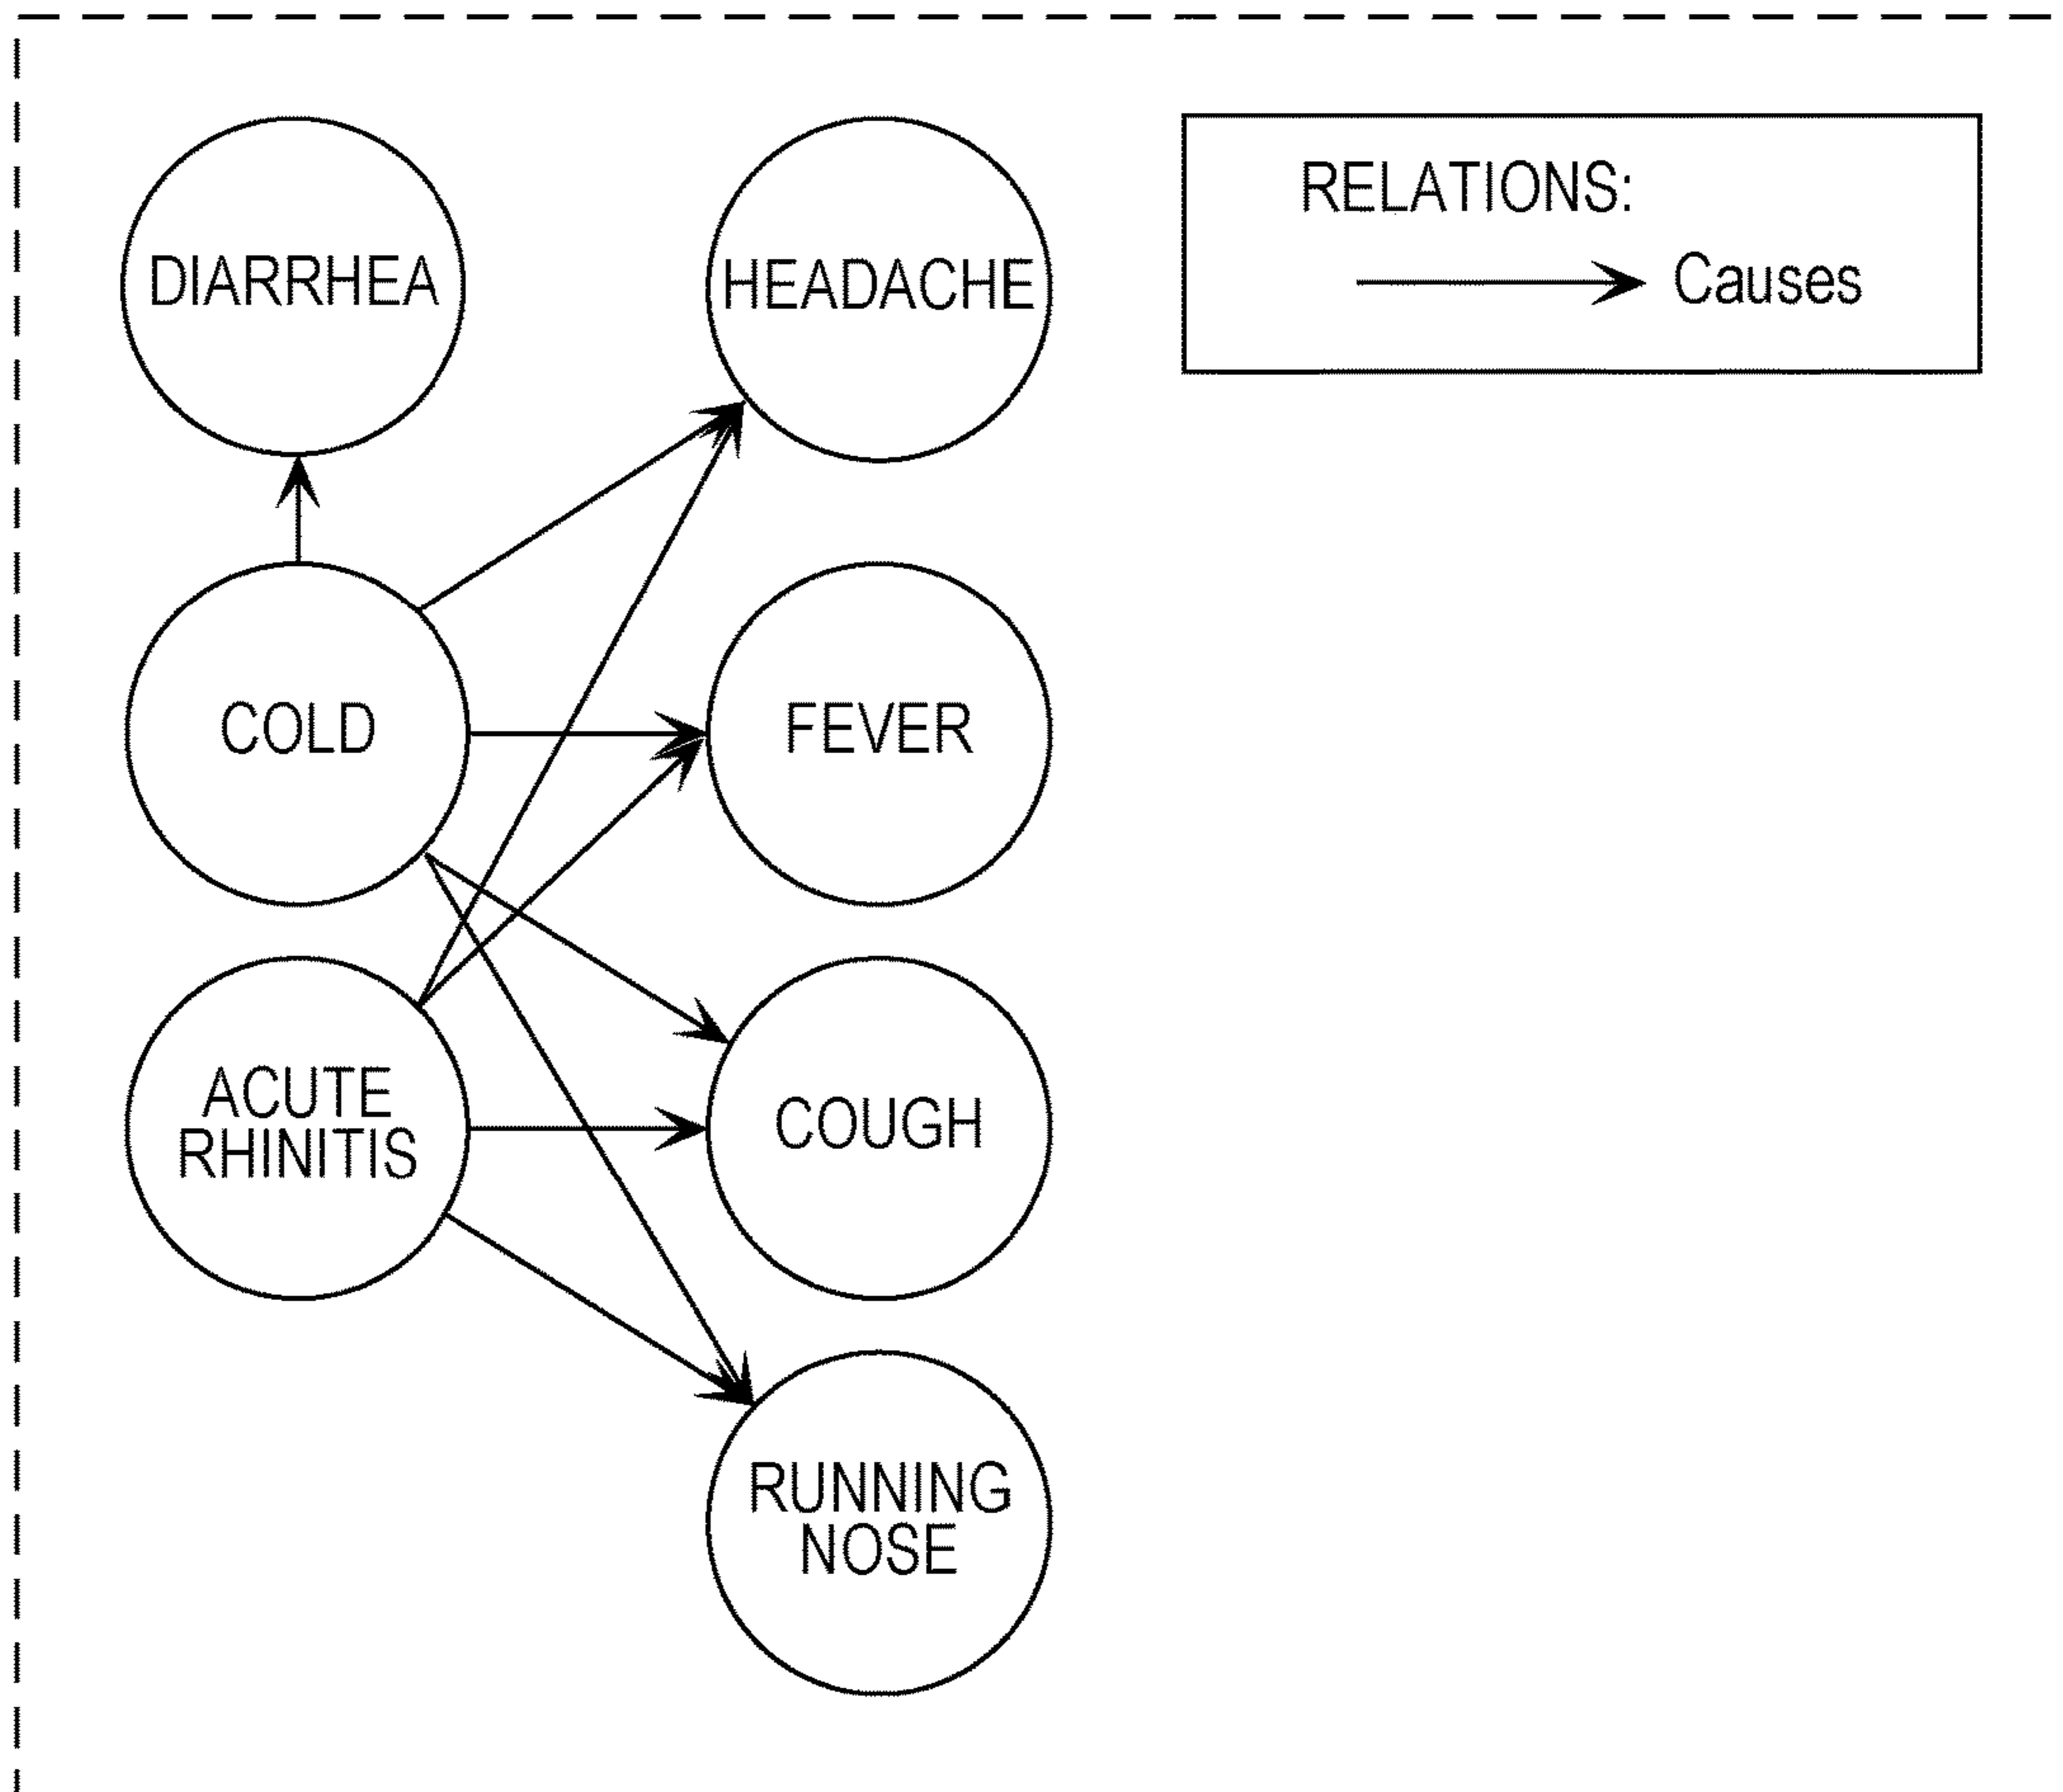 DIARRHEA
HEADACHE
RELATIONS:
Causes
COLD
FEVER
ACUTE
RHINITIS
COUGH
RUNNING
NOSE